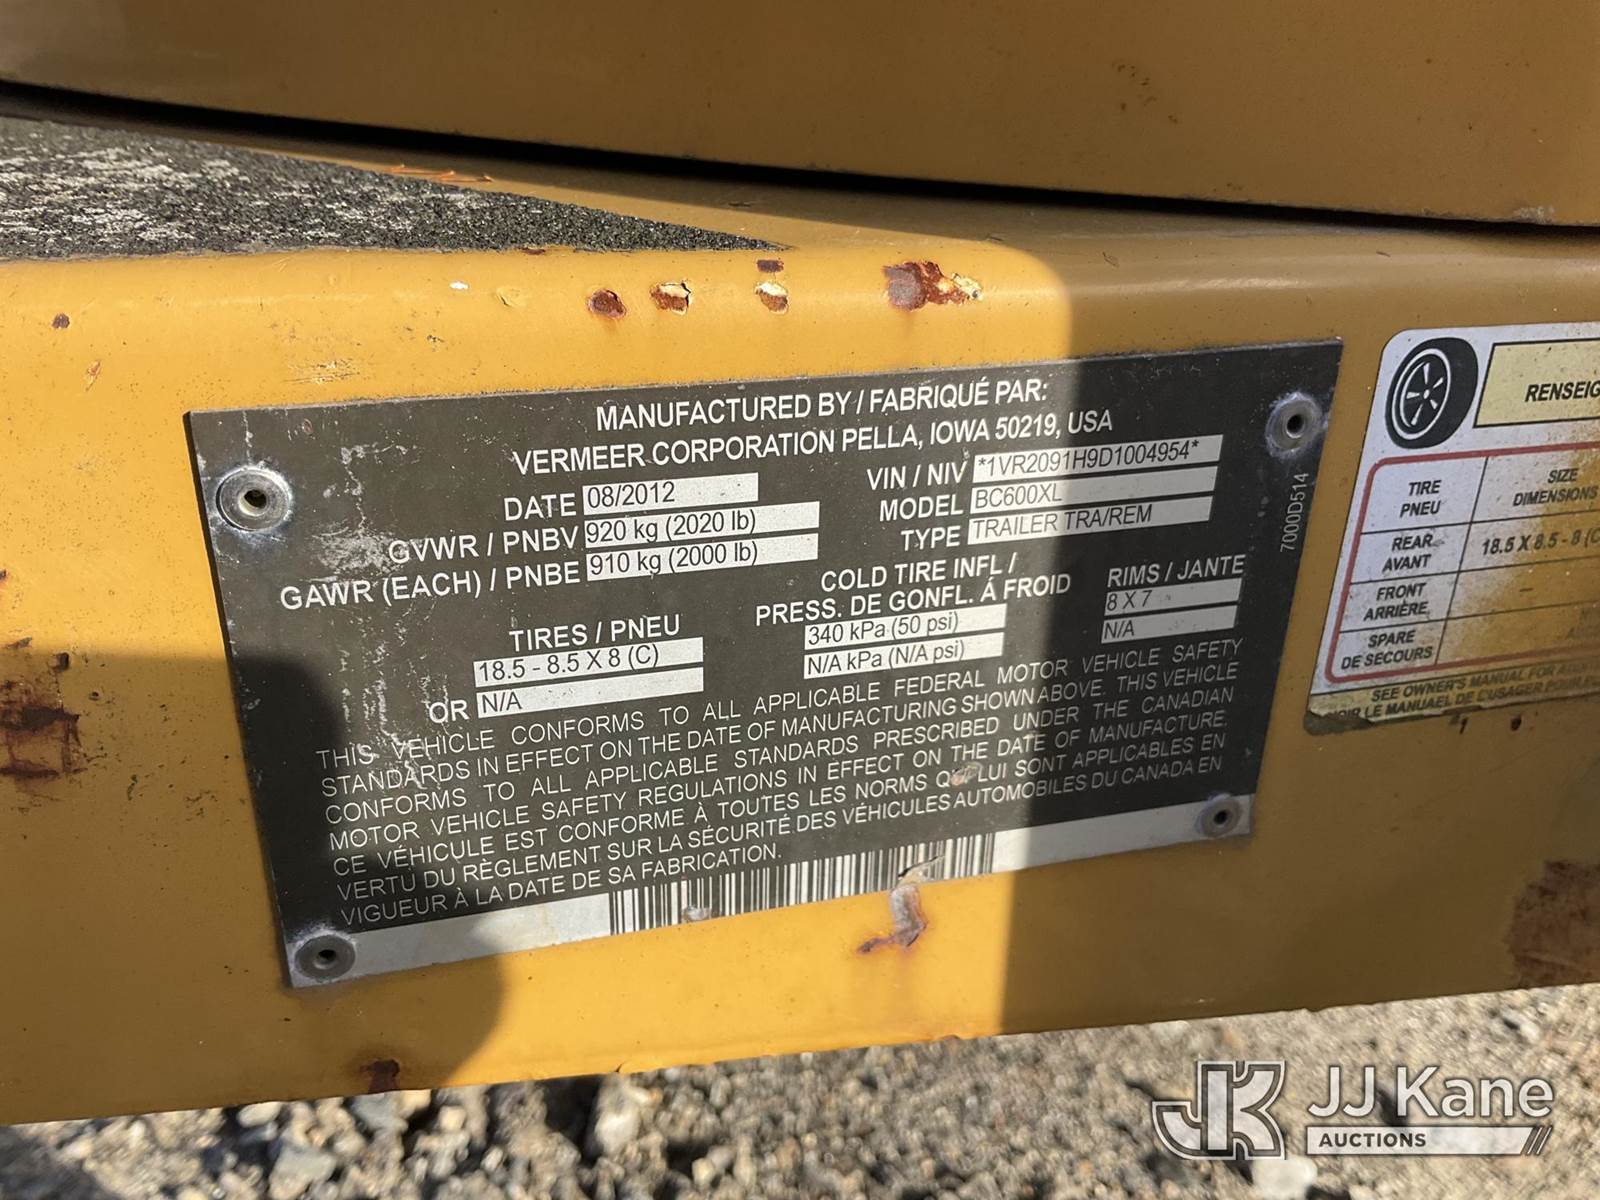 MANUFACTURED BY / FABRIQUÉ PAR:
VERMEER CORPORATION PELLA, IOWA 50219, USA
DATE 08/2012
GVWR / PNBV 920 kg (2020 lb)
GAWR (EACH) / PNBE 910 kg (2000 lb)
VIN / NIV *1VR2091H9D1004954*
MODEL BC600XL
TYPE TRAILER TRA/REM
7000D514
TIRES / PNEU
18.5 - 8.5 X 8 (C)
OR N/A
COLD TIRE INFL /
PRESS. DE GONFL. Á FROID
340 kPa (50 psi)
N/A kPa (N/A psi)
RIMS / JANTE
8 X 7
N/A
THIS VEHICLE CONFORMS TO ALL APPLICABLE FEDERAL MOTOR VEHICLE SAFETY
STANDARDS IN EFFECT ON THE DATE OF MANUFACTURING SHOWN ABOVE. THIS VEHICLE
CONFORMS TO ALL APPLICABLE STANDARDS PRESCRIBED UNDER THE CANADIAN
MOTOR VEHICLE SAFETY REGULATIONS IN EFFECT ON THE DATE OF MANUFACTURE.
CE VÉHICULE EST CONFORME À TOUTES LES NORMS QUI LUI SONT APPLICABLES EN
VERTU DU RÈGLEMENT SUR LA SÉCURITÉ DES VÉHICULES AUTOMOBILES DU CANADA EN
VIGUEUR À LA DATE DE SA FABRICATION.
RENSEIG
TIRE
PNEU
SIZE
DIMENSIONS
REAR
AVANT
18.5 X 8.5 - 8 (C
FRONT
ARRIÈRE
SPARE
DE SECOURS
SEE OWNER'S MANUAL FOR
LE MANUAEL DE L'USAGER POUR
JJ Kane
AUCTIONS